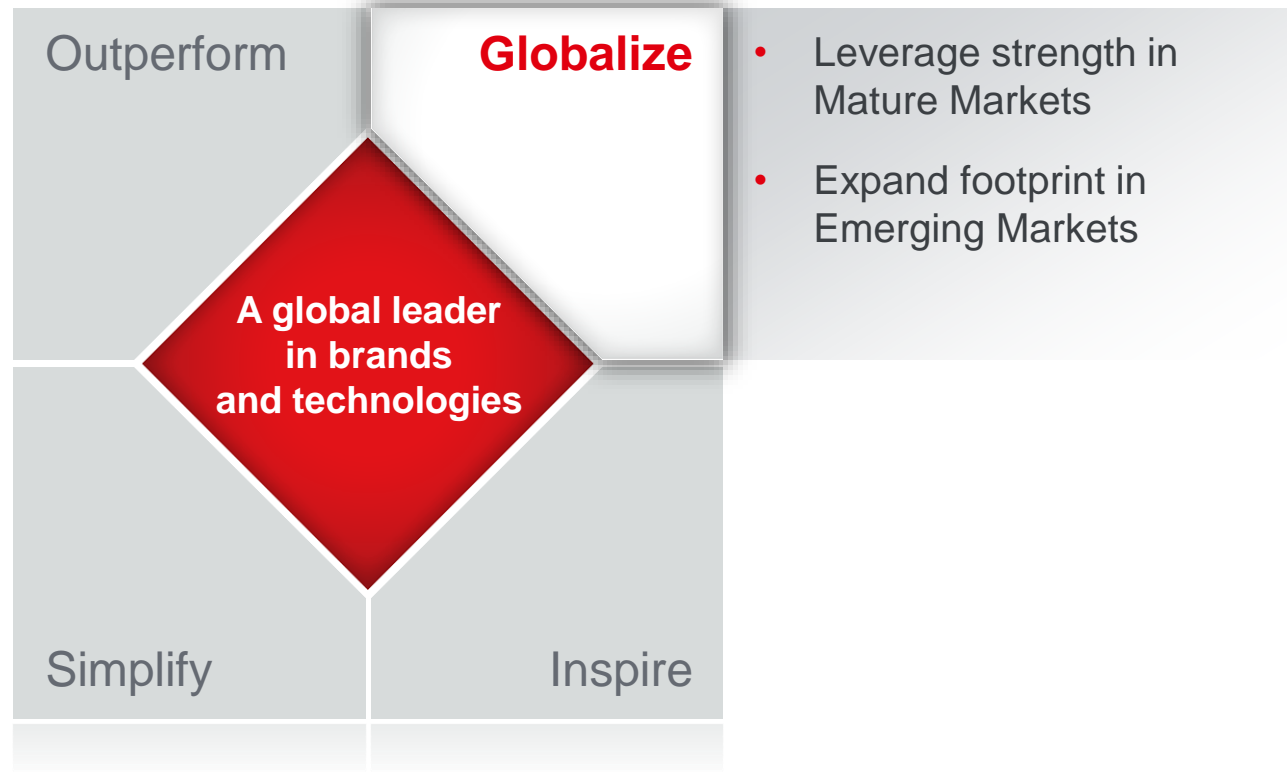 Outperform
Globalize
• Leverage strength in
Mature Markets
• Expand footprint in
Emerging Markets
A global leader
in brands
and technologies
Simplify
Inspire